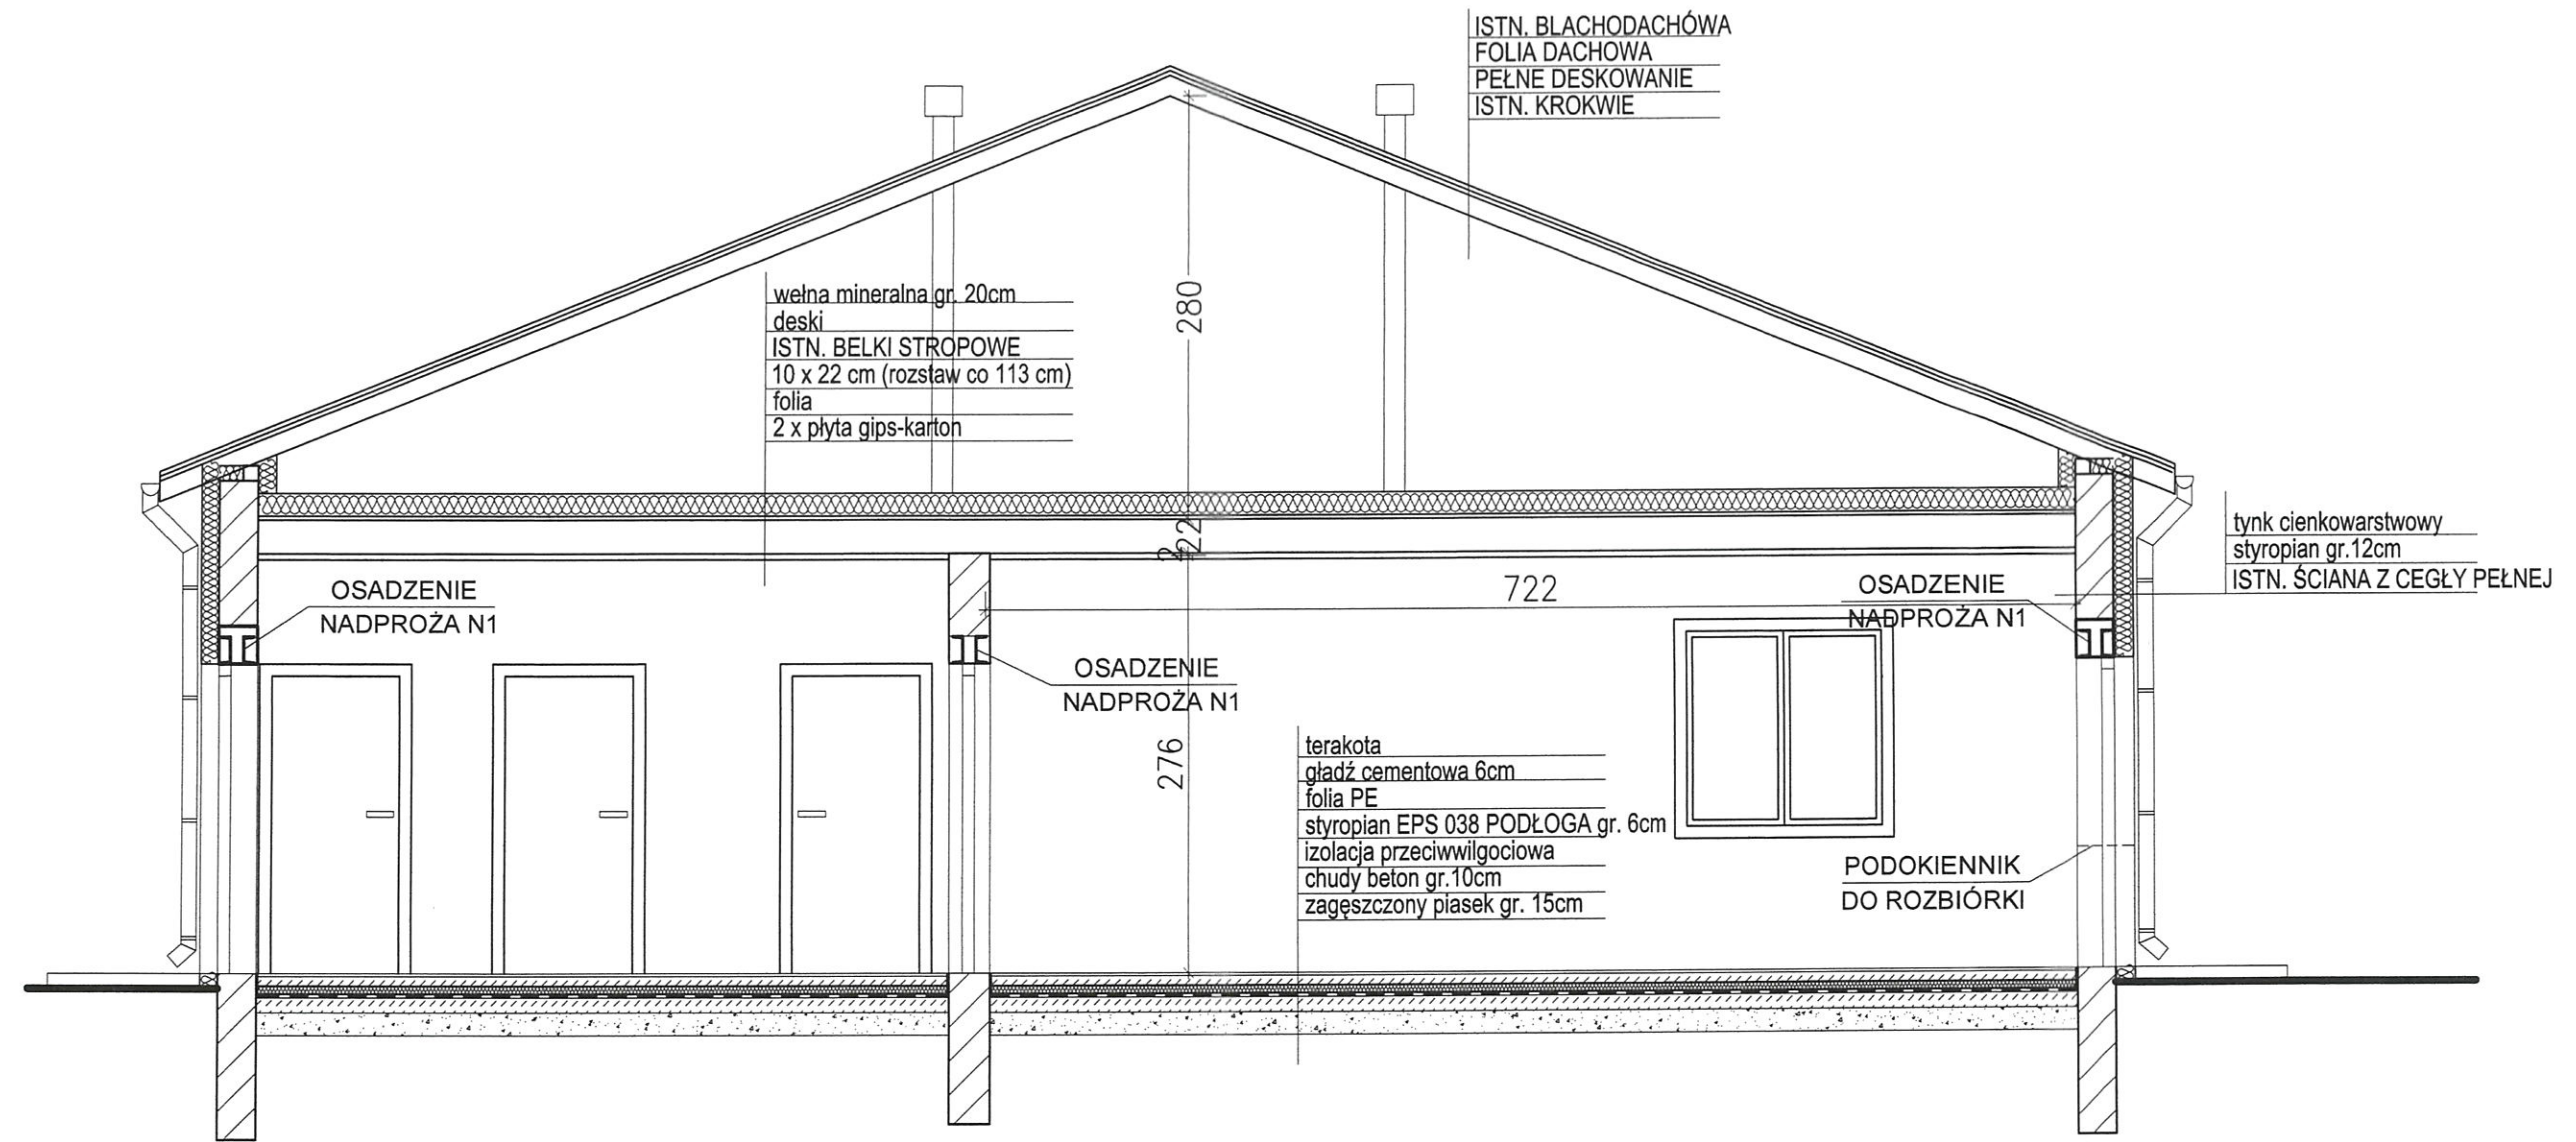 ISTN. BLACHODACHÓWA
FOLIA DACHOWA
PEŁNE DESKOWANIE
ISTN. KROKWIE
wełna mineralna gr. 20cm
deski
ISTN. BELKI STROPOWE
10 x 22 cm (rozstaw co 113 cm)
folia
2 x płyta gips-karton
280
22
2
722
276
tynk cienkowarstwowy
styropian gr.12cm
ISTN. ŚCIANA Z CEGŁY PEŁNEJ
OSADZENIE
NADPROŻA N1
OSADZENIE
NADPROŻA N1
OSADZENIE
NADPROŻA N1
terakota
gładź cementowa 6cm
folia PE
styropian EPS 038 PODŁOGA gr. 6cm
izolacja przeciwwilgociowa
chudy beton gr.10cm
zagęszczony piasek gr. 15cm
PODOKIENNIK
DO ROZBIÓRKI